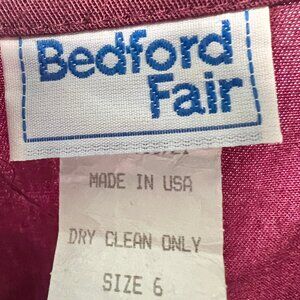 Bedford
Fair
MADE IN USA
DRY CLEAN ONLY
SIZE 6